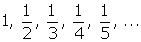 1, 1/2, 1/3, 1/4, 1/5, ...